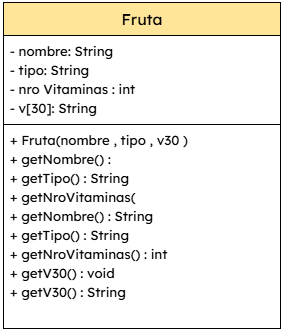 Fruta
- nombre: String
- tipo: String
- nro Vitaminas : int
- v[30]: String
+ Fruta(nombre , tipo , v30 )
+ getNombre() :
+ getTipo() : String
+ getNroVitaminas(
+ getNombre() : String
+ getTipo() : String
+ getNroVitaminas() : int
+ getV30() : void
+ getV30() : String